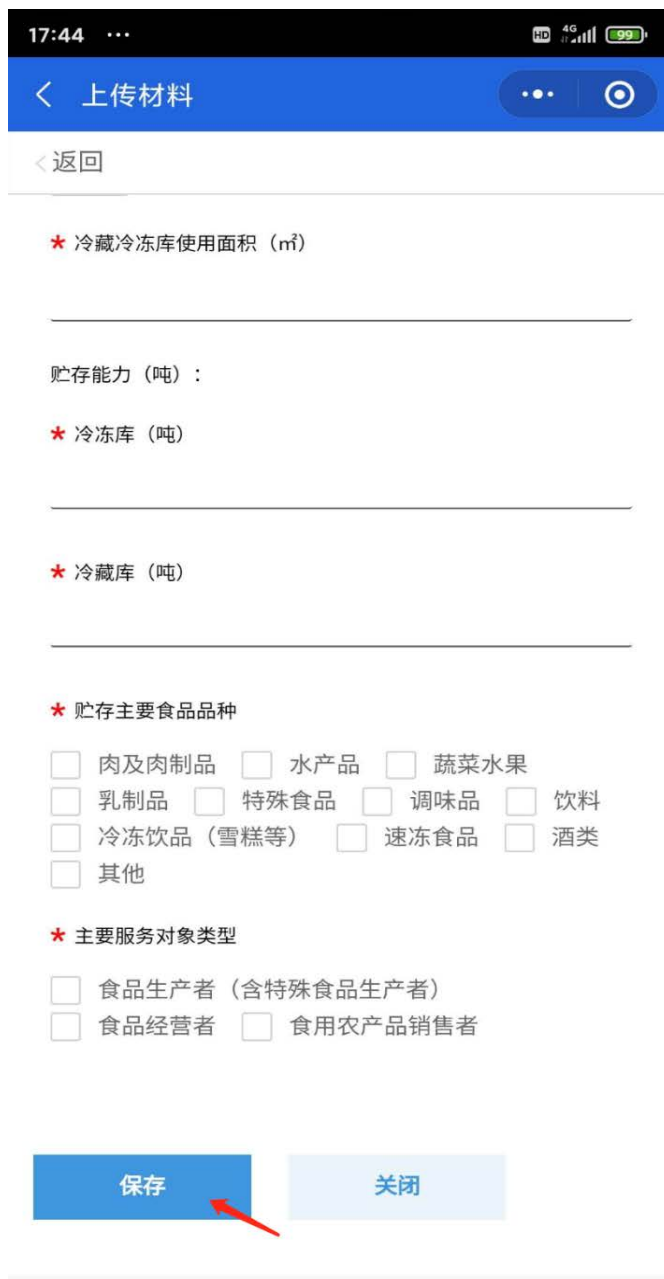 17:44 ···
HD 4G 99
上传材料
返回
* 冷藏冷冻库使用面积（㎡）
贮存能力（吨）：
* 冷冻库（吨）
* 冷藏库（吨）
* 贮存主要食品品种
肉及肉制品 水产品 蔬菜水果
乳制品 特殊食品 调味品 饮料
冷冻饮品（雪糕等） 速冻食品 酒类
其他
* 主要服务对象类型
食品生产者（含特殊食品生产者）
食品经营者 食用农产品销售者
保存 关闭